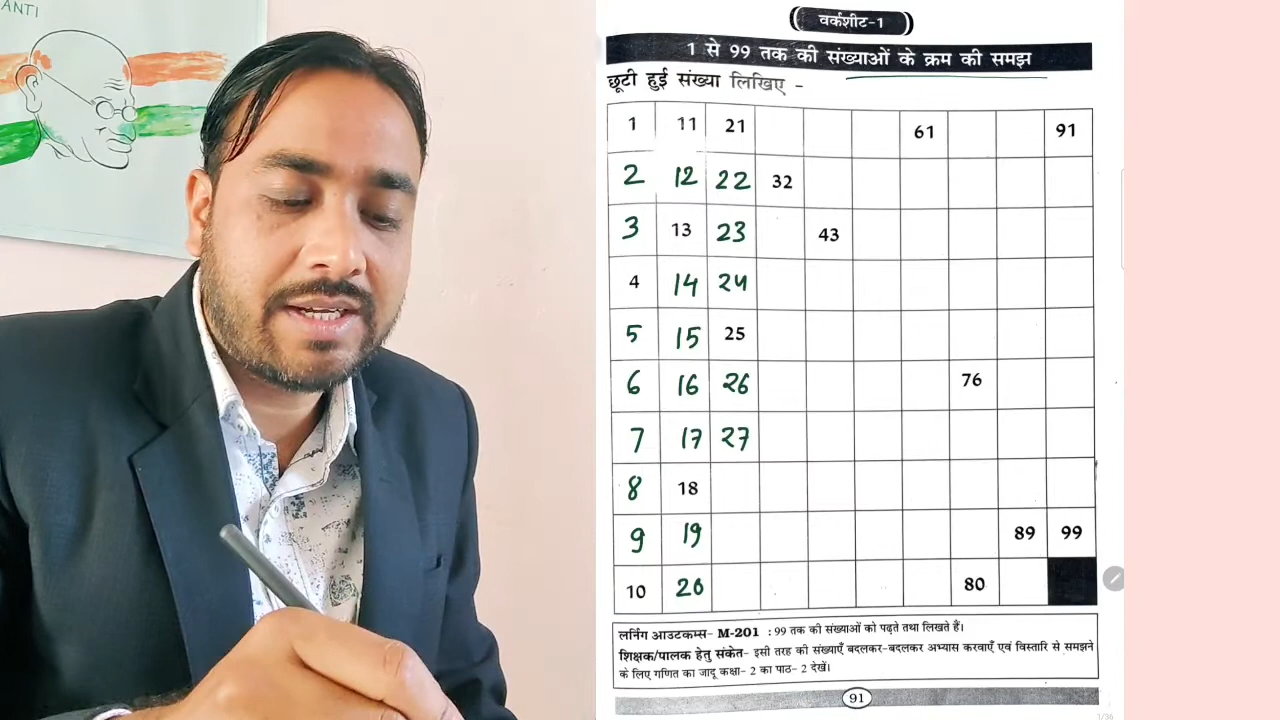 ANTI
वर्कशीट-1
1 से 99 तक की संख्याओं के क्रम की समझ
छूटी हुई संख्या लिखिए -
1 11 21 61 91
2 12 22 32
3 13 23 43
4 14 24
5 15 25
6 16 26 76
7 17 27
8 18
9 19 89 99
10 20 80
लर्निंग आउटकम्स- M-201 : 99 तक की संख्याओं को पढ़ते तथा लिखते हैं।
शिक्षक/पालक हेतु संकेत- इसी तरह की संख्याएँ बदलकर-बदलकर अभ्यास करवाएँ एवं विस्तारि से समझने
के लिए गणित का जादू कक्षा- 2 का पाठ- 2 देखें।
91
1/36